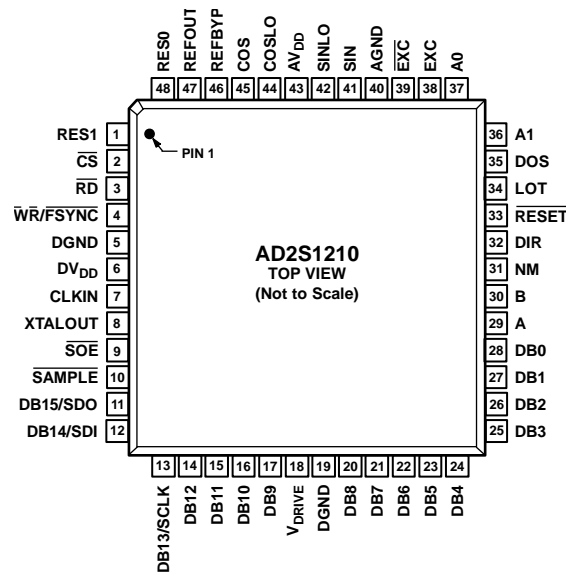 RES0
REFOUT
REFBYP
COS
COSLO
AVDD
SINLO
SIN
AGND
EXC
EXC
A0
48 47 46 45 44 43 42 41 40 39 38 37
RES1 1
CS 2
RD 3
WR/FSYNC 4
DGND 5
DVDD 6
CLKIN 7
XTALOUT 8
SOE 9
SAMPLE 10
DB15/SDO 11
DB14/SDI 12
PIN 1
AD2S1210
TOP VIEW
(Not to Scale)
36 A1
35 DOS
34 LOT
33 RESET
32 DIR
31 NM
30 B
29 A
28 DB0
27 DB1
26 DB2
25 DB3
13 14 15 16 17 18 19 20 21 22 23 24
DB13/SCLK
DB12
DB11
DB10
DB9
VDRIVE
DGND
DB8
DB7
DB6
DB5
DB4